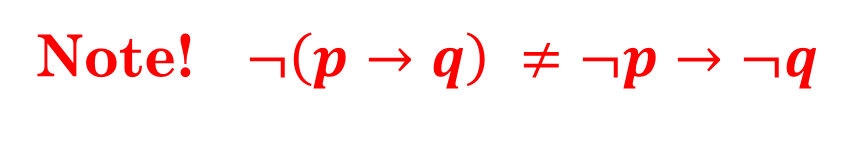 Note! ¬(p → q) ≠ ¬p → ¬q